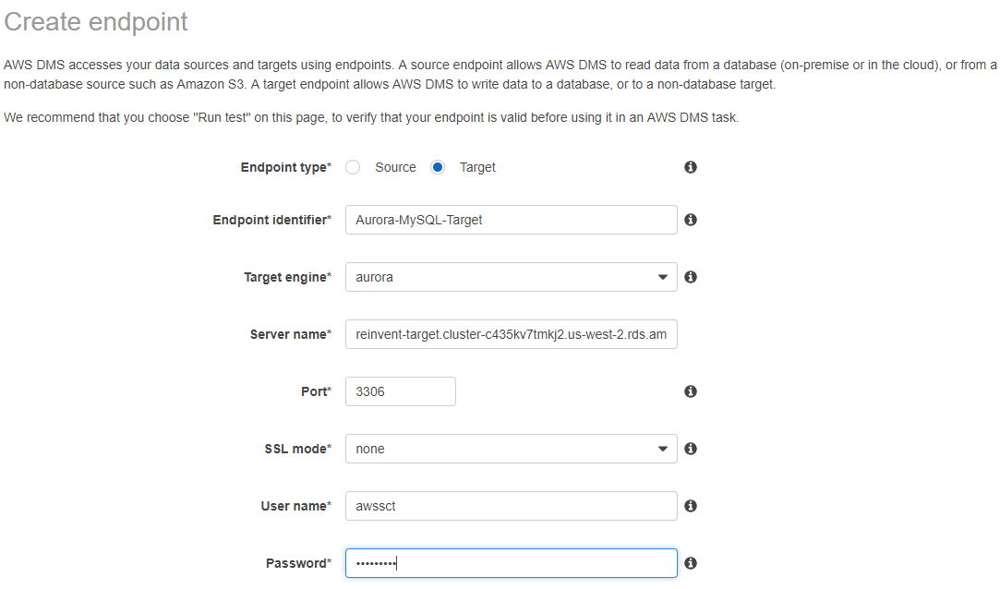 Create endpoint
AWS DMS accesses your data sources and targets using endpoints. A source endpoint allows AWS DMS to read data from a database (on-premise or in the cloud), or from a
non-database source such as Amazon S3. A target endpoint allows AWS DMS to write data to a database, or to a non-database target.
We recommend that you choose "Run test" on this page, to verify that your endpoint is valid before using it in an AWS DMS task.
Endpoint type* Source Target
Endpoint identifier* Aurora-MySQL-Target
Target engine* aurora
Server name* reinvent-target.cluster-c435kv7tmkj2.us-west-2.rds.am
Port* 3306
SSL mode* none
User name* awssct
Password* •••••••••